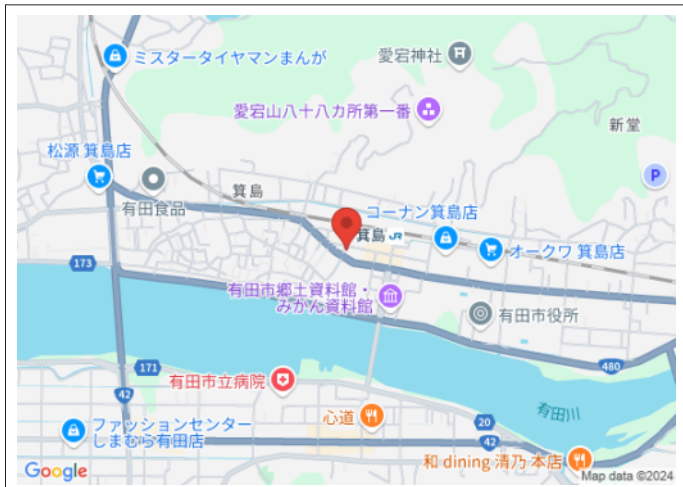 愛宕神社
ミスタータイヤマンまんが
愛宕山八十八カ所第一番
新堂
松源 箕島店
P
箕島
有田食品
コーナン箕島店
箕島 JR
オークワ 箕島店
173
有田市郷土資料館・
みかん資料館
有田市役所
171
480
有田市立病院
42
心道
20
有田川
ファッションセンター
しまむら有田店
42
和 dining 清乃 本店
Google
Map data ©2024